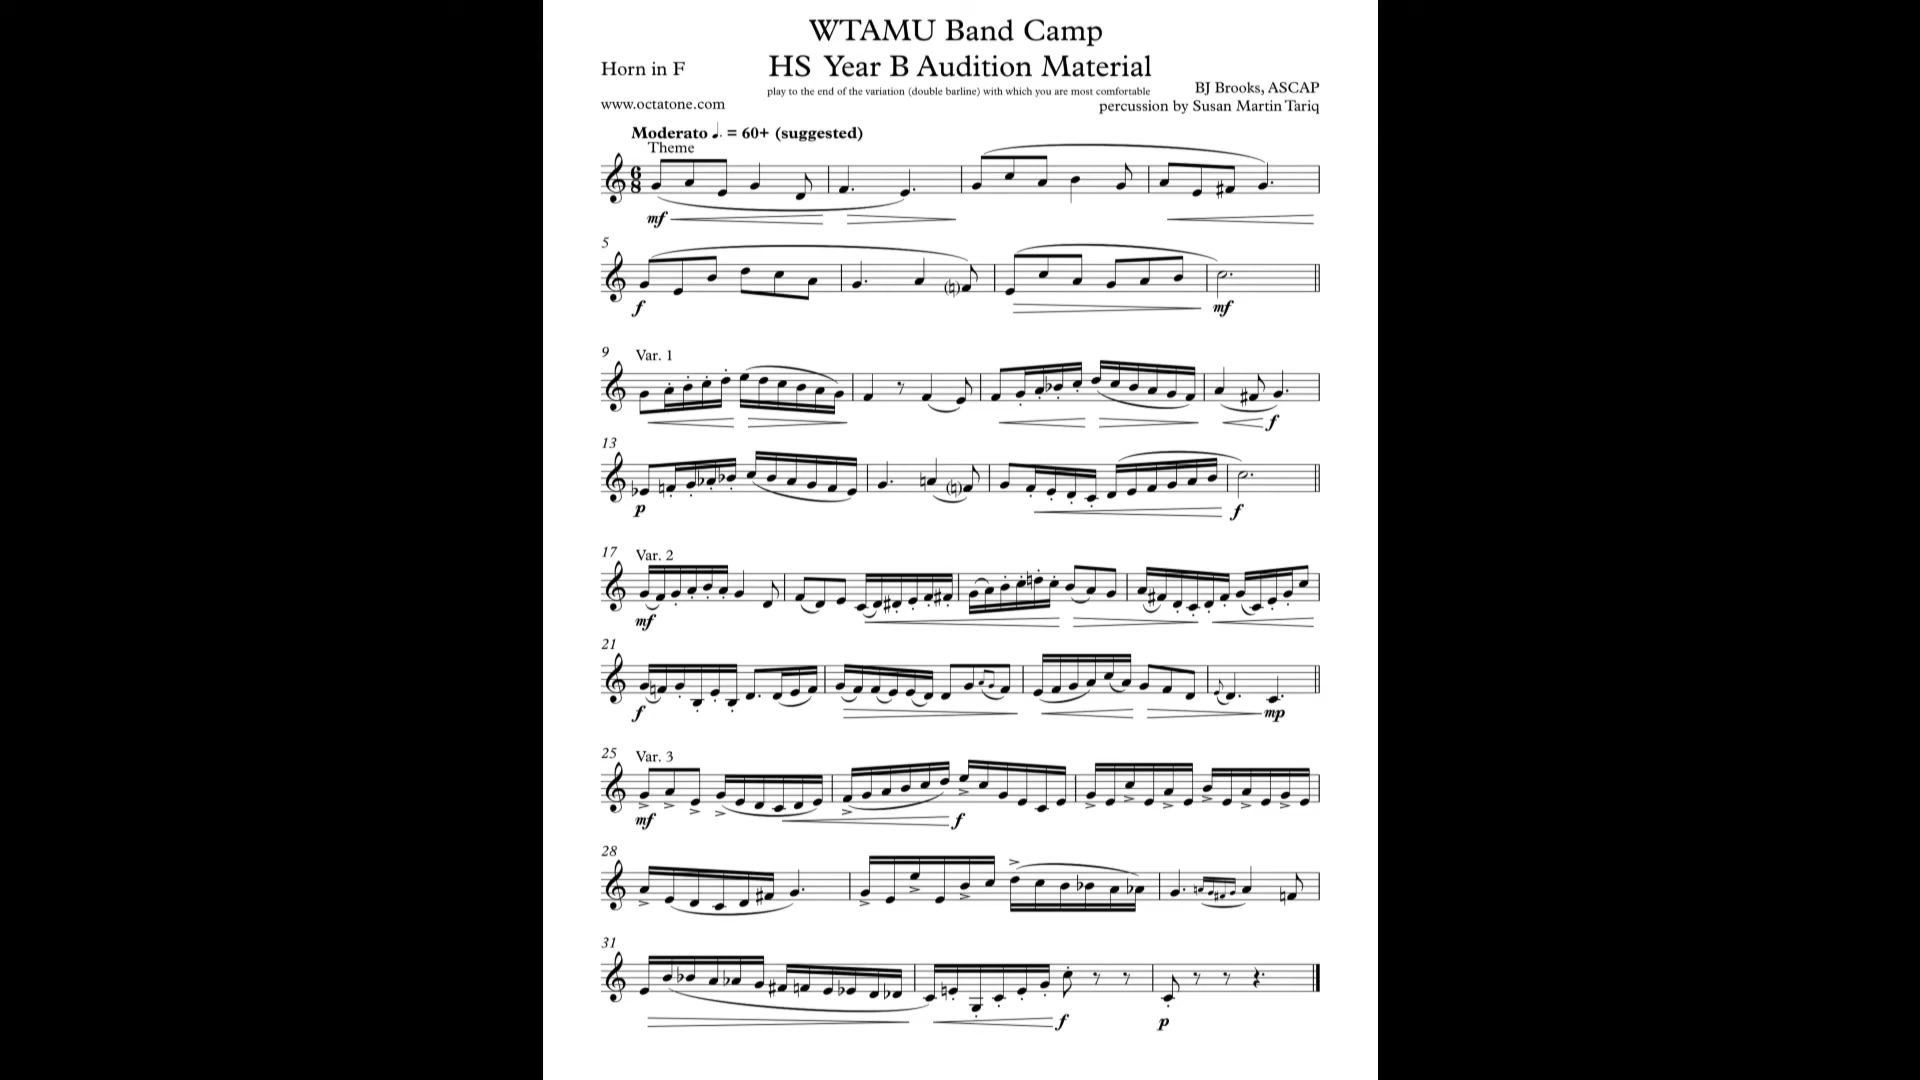 WTAMU Band Camp
HS Year B Audition Material
Horn in F
play to the end of the variation (double barline) with which you are most comfortable
BJ Brooks, ASCAP
www.octatone.com
percussion by Susan Martin Tariq
Moderato ♩. = 60+ (suggested)
Theme
6
8
mf
5
f
mf
9
Var. 1
f
13
p
f
17
Var. 2
mf
21
f
mp
25
Var. 3
mf
f
28
31
f
p